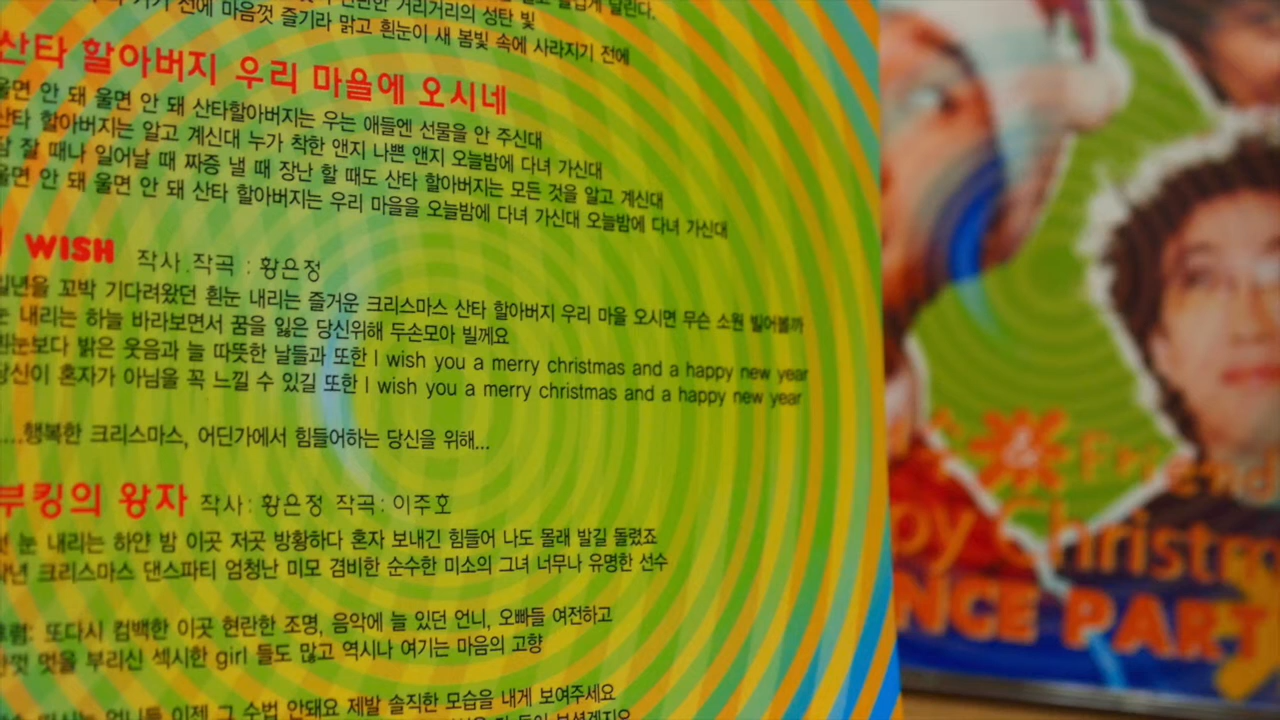 전에 마음껏 즐기라 맑고 흰눈이 새 봄빛 속에 사라지기 전에
거리거리의 성탄 빛
달린다.
산타 할아버지 우리 마을에 오시네
울면 안 돼 울면 안 돼 산타할아버지는 우는 애들엔 선물을 안 주신대
산타 할아버지는 알고 계신대 누가 착한 앤지 나쁜 앤지 오늘밤에 다녀 가신대
잠 잘 때나 일어날 때 짜증 낼 때 장난 할 때도 산타 할아버지는 모든 것을 알고 계신대
울면 안 돼 울면 안 돼 산타 할아버지는 우리 마을을 오늘밤에 다녀 가신대 오늘밤에 다녀 가신대
I WISH 작사.작곡 : 황은정
일년을 꼬박 기다려왔던 흰눈 내리는 즐거운 크리스마스 산타 할아버지 우리 마을 오시면 무슨 소원 빌어볼까
눈 내리는 하늘 바라보면서 꿈을 잃은 당신위해 두손모아 빌께요
흰눈보다 밝은 웃음과 늘 따뜻한 날들과 또한 I wish you a merry christmas and a happy new year
당신이 혼자가 아님을 꼭 느낄 수 있길 또한 I wish you a merry christmas and a happy new year
....행복한 크리스마스, 어딘가에서 힘들어하는 당신을 위해...
부킹의 왕자 작사: 황은정 작곡: 이주호
눈 내리는 하얀 밤 이곳 저곳 방황하다 혼자 보내긴 힘들어 나도 몰래 발길 돌렸죠
작년 크리스마스 댄스파티 엄청난 미모 겸비한 순수한 미소의 그녀 너무나 유명한 선수
또다시 컴백한 이곳 현란한 조명, 음악에 늘 있던 언니, 오빠들 여전하고
멋을 부리신 섹시한 girl 들도 많고 역시나 여기는 마음의 고향
언니들 이젠 그 수법 안돼요 제발 솔직한 모습을 내게 보여주세요
& Friend
py Christm
NCE PART